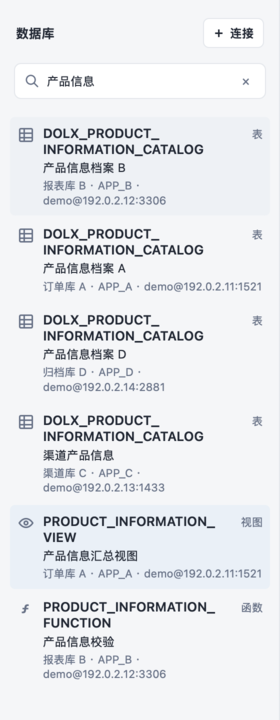 数据库
+ 连接
产品信息 ×
DOLX_PRODUCT_ 表
INFORMATION_CATALOG
产品信息档案 B
报表库 B · APP_B ·
demo@192.0.2.12:3306
DOLX_PRODUCT_ 表
INFORMATION_CATALOG
产品信息档案 A
订单库 A · APP_A · demo@192.0.2.11:1521
DOLX_PRODUCT_ 表
INFORMATION_CATALOG
产品信息档案 D
归档库 D · APP_D ·
demo@192.0.2.14:2881
DOLX_PRODUCT_ 表
INFORMATION_CATALOG
渠道产品信息
渠道库 C · APP_C ·
demo@192.0.2.13:1433
PRODUCT_INFORMATION_ 视图
VIEW
产品信息汇总视图
订单库 A · APP_A · demo@192.0.2.11:1521
PRODUCT_INFORMATION_ 函数
FUNCTION
产品信息校验
报表库 B · APP_B ·
demo@192.0.2.12:3306